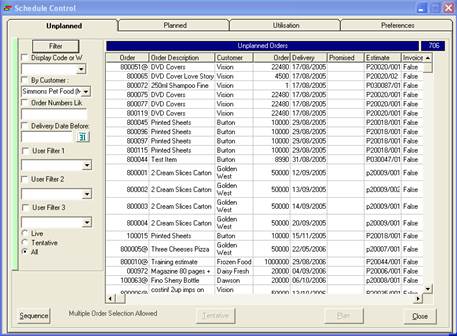 Schedule Control
Unplanned
Planned
Utilisation
Preferences
Filter
Unplanned Orders
706
Display Code or W
By Customer :
Simmons Pet Food (M
Order Numbers Lik
Delivery Date Before:
User Filter 1
User Filter 2
User Filter 3
Live
Tentative
All
Order Order Description Customer Order Delivery Promised Estimate Invoice
800051@ DVD Covers Vision 22480 17/08/2005 P20020/001 False
800065 DVD Cover Love Story Vision 4500 17/08/2005 P20020/02 False
800072 250ml Shampoo Fine Vision 1 17/08/2005 P030087/01 False
800075 DVD Covers Vision 22480 17/08/2005 P20020/001 False
800077 DVD Covers Vision 22480 17/08/2005 P20020/001 False
800119 DVD Covers Vision 22480 17/08/2005 P20020/001 False
800045 Printed Sheets Burton 10000 29/08/2005 P20018/001 False
800096 Printed Sheets Burton 10000 29/08/2005 P20018/001 False
800097 Printed Sheets Burton 10000 29/08/2005 P20018/001 False
800115 Printed Sheets Burton 10000 29/08/2005 P20018/001 False
800044 Test Item Burton 8990 31/08/2005 P030047/01 False
800001 2 Cream Slices Carton Golden West 50000 12/09/2005 p20009/001 False
800002 2 Cream Slices Carton Golden West 50000 13/09/2005 p20009/002 False
800003 2 Cream Slices Carton Golden West 50000 14/09/2005 p20009/001 False
800004 2 Cream Slices Carton Golden West 50000 20/09/2005 p20009/001 False
100015 Printed Sheets Burton 10000 15/11/2005 P20018/001 False
800005@ Three Cheeses Pizza Golden West 50000 22/05/2006 p20007/001 False
800010@ Training estimate Frozen Food 1000000 29/08/2006 P20044/001 False
000972 Magazine 80 pages + Daisy Fresh 20000 04/09/2006 P20006/001 False
100063@ Fino Sherry Bottle Dawson 20000 06/10/2006 p20008/001 False
costinf 2up imps on Golden
Sequence
Multiple Order Selection Allowed
Tentative
Plan
Close